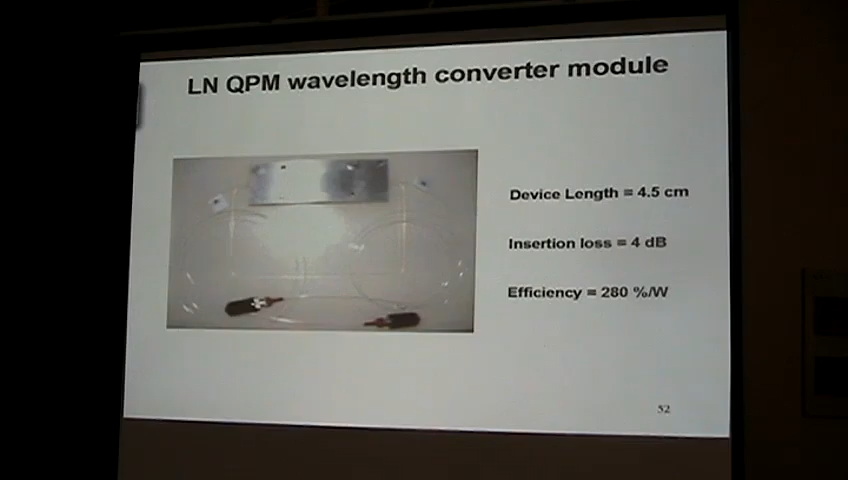 LN QPM wavelength converter module
Device Length = 4.5 cm
Insertion loss = 4 dB
Efficiency = 280 %/W
52